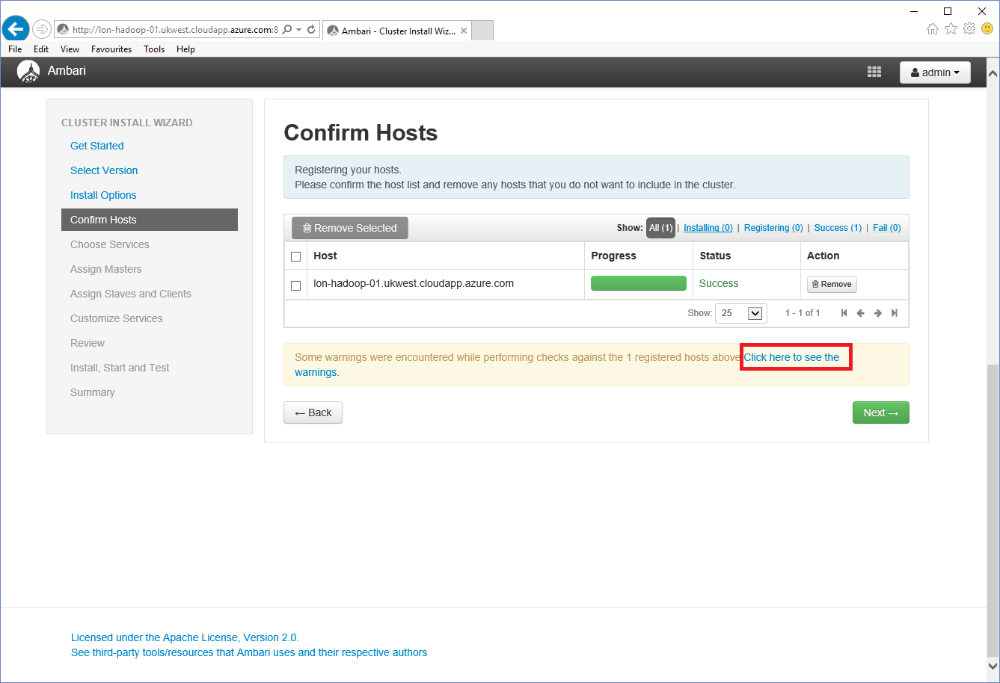 http://lon-hadoop-01.ukwest.cloudapp.azure.com:8
Ambari - Cluster Install Wiz...
File Edit View Favourites Tools Help
Ambari
admin
CLUSTER INSTALL WIZARD
Get Started
Select Version
Install Options
Confirm Hosts
Choose Services
Assign Masters
Assign Slaves and Clients
Customize Services
Review
Install, Start and Test
Summary
Confirm Hosts
Registering your hosts.
Please confirm the host list and remove any hosts that you do not want to include in the cluster.
Remove Selected
Show: All (1) | Installing (0) | Registering (0) | Success (1) | Fail (0)
Host Progress Status Action
lon-hadoop-01.ukwest.cloudapp.azure.com Success Remove
Show: 25 1 - 1 of 1
Some warnings were encountered while performing checks against the 1 registered hosts above Click here to see the
warnings.
← Back
Next →
Licensed under the Apache License, Version 2.0.
See third-party tools/resources that Ambari uses and their respective authors